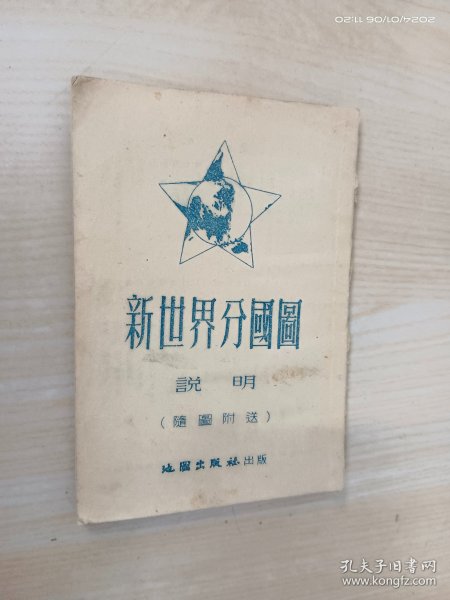 2024/01/06 11:20
新世界分國圖
説明
(隨圖附送)
地圖出版社出版
孔夫子旧书网
www.kongfz.com